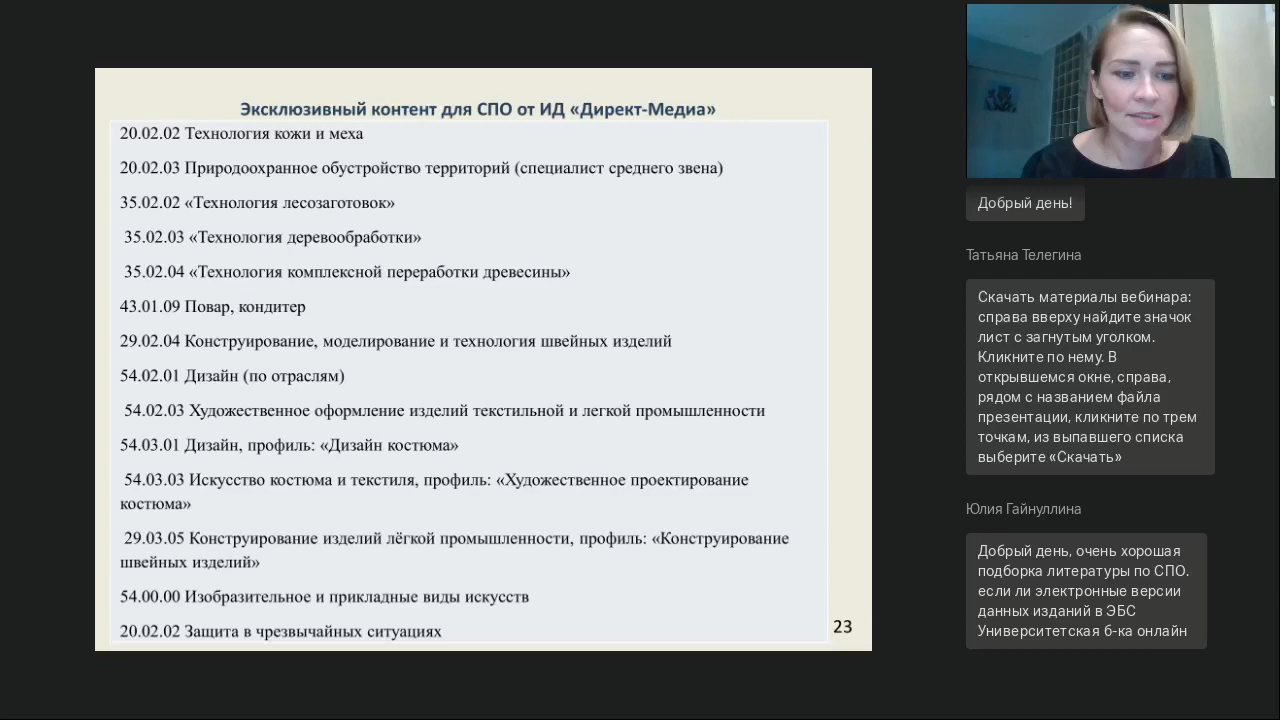 Эксклюзивный контент для СПО от ИД «Директ-Медиа»
20.02.02 Технология кожи и меха
20.02.03 Природоохранное обустройство территорий (специалист среднего звена)
35.02.02 «Технология лесозаготовок»
35.02.03 «Технология деревообработки»
35.02.04 «Технология комплексной переработки древесины»
43.01.09 Повар, кондитер
29.02.04 Конструирование, моделирование и технология швейных изделий
54.02.01 Дизайн (по отраслям)
54.02.03 Художественное оформление изделий текстильной и легкой промышленности
54.03.01 Дизайн, профиль: «Дизайн костюма»
54.03.03 Искусство костюма и текстиля, профиль: «Художественное проектирование
костюма»
29.03.05 Конструирование изделий лёгкой промышленности, профиль: «Конструирование
швейных изделий»
54.00.00 Изобразительное и прикладные виды искусств
20.02.02 Защита в чрезвычайных ситуациях
23
Добрый день!
Татьяна Телегина
Скачать материалы вебинара:
справа вверху найдите значок
лист с загнутым уголком.
Кликните по нему. В
открывшемся окне, справа,
рядом с названием файла
презентации, кликните по трем
точкам, из выпавшего списка
выберите «Скачать»
Юлия Гайнуллина
Добрый день, очень хорошая
подборка литературы по СПО.
если ли электронные версии
данных изданий в ЭБС
Университетская б-ка онлайн